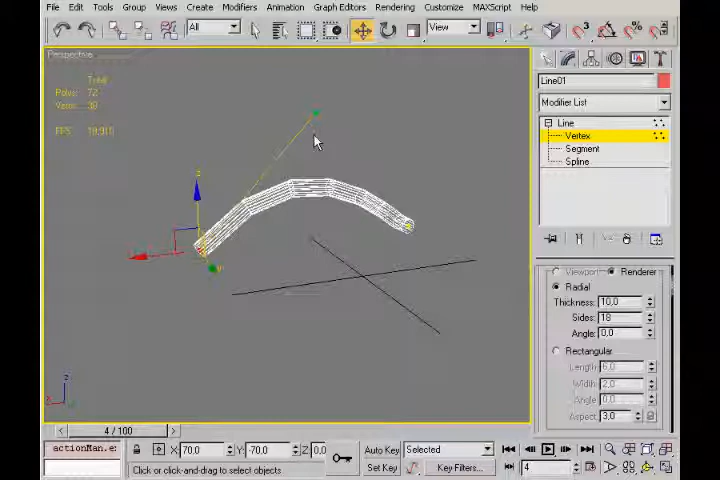 File Edit Tools Group Views Create Modifiers Animation Graph Editors Rendering Customize MAXScript Help
All View
Perspective
Total
Polys: 72
Verts: 38
FPS:
Line01
Modifier List
Line
Vertex
Segment
Spline
Viewport Renderer
Radial
Thickness: 10,0
Sides: 18
Angle: 0,0
Rectangular
Length: 6,0
Width: 2,0
Angle: 0,0
Aspect: 3,0
z
z
x
4 / 100
actionMan.e:
X: 70,0 Y: -70,0 Z: 0,0
Click or click-and-drag to select objects
Auto Key Selected
Set Key Key Filters...
4